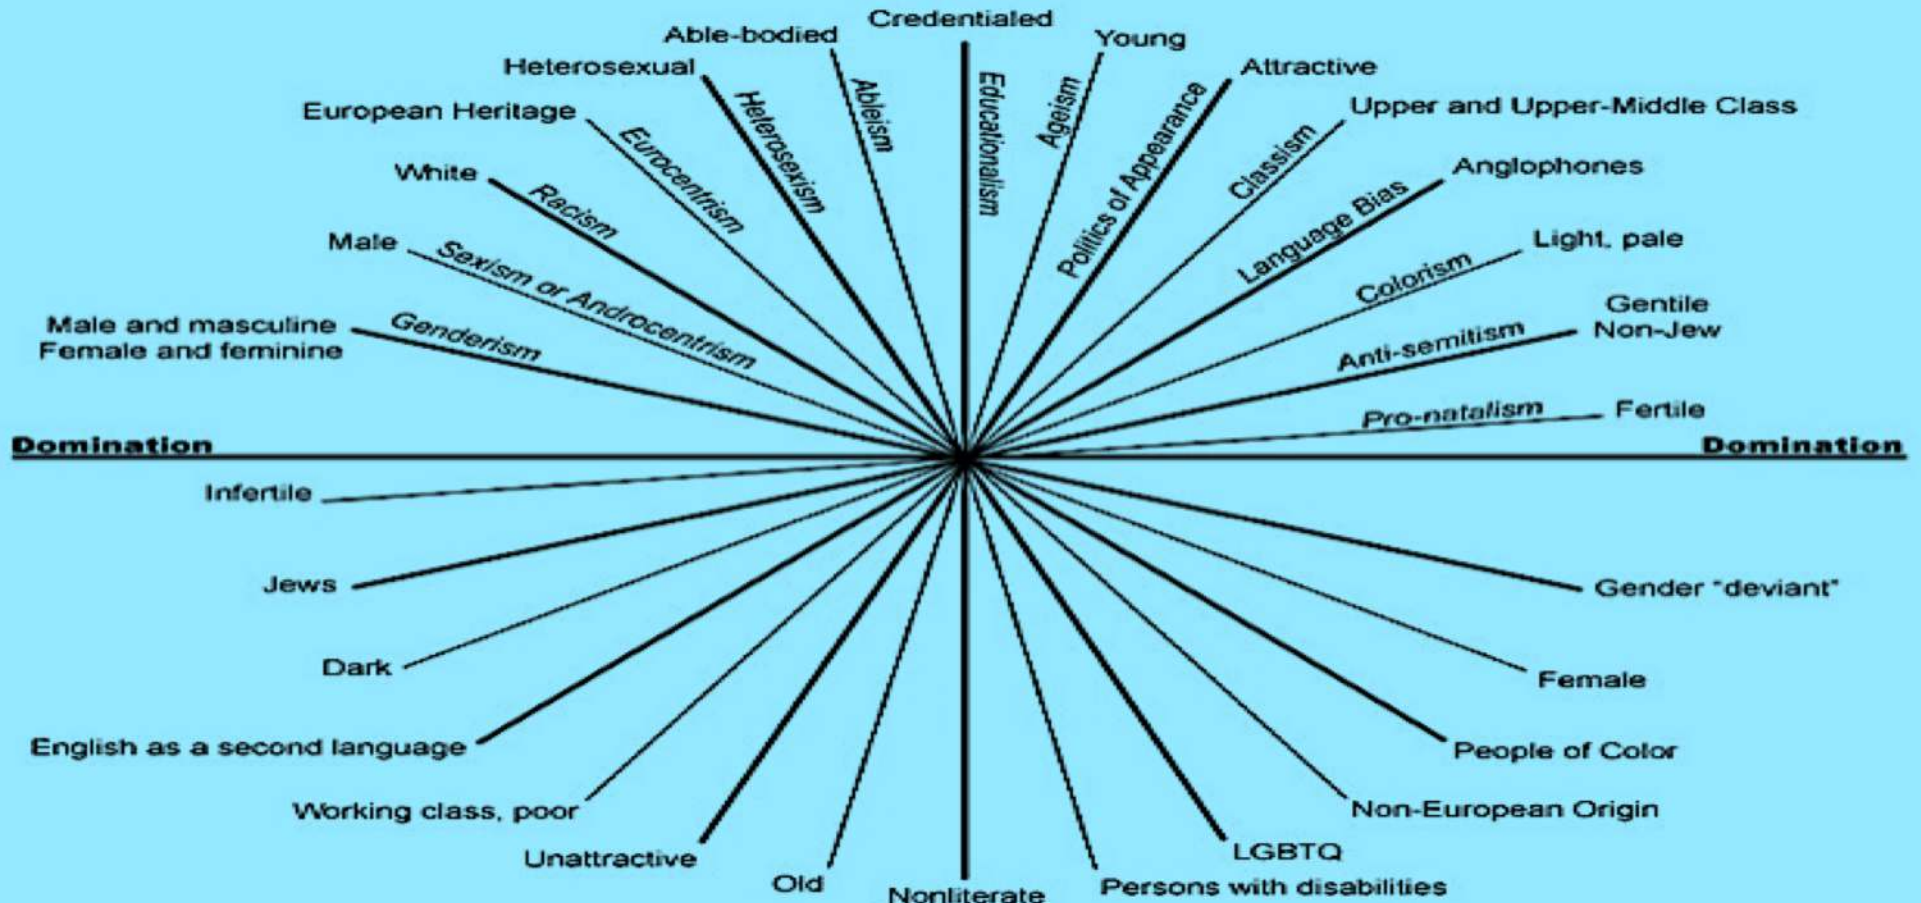 Credentialed
Able-bodied
Young
Heterosexual
Attractive
European Heritage
Upper and Upper-Middle Class
White
Anglophones
Male
Light, pale
Male and masculine
Female and feminine
Gentile
Non-Jew
Fertile
Genderism
Sexism or Androcentrism
Racism
Eurocentrism
Heterosexism
Ableism
Educationalism
Ageism
Politics of Appearance
Classism
Language Bias
Colorism
Anti-semitism
Pro-natalism
Domination
Domination
Infertile
Jews
Gender "deviant"
Dark
Female
English as a second language
People of Color
Working class, poor
Non-European Origin
Unattractive
LGBTQ
Old
Nonliterate
Persons with disabilities